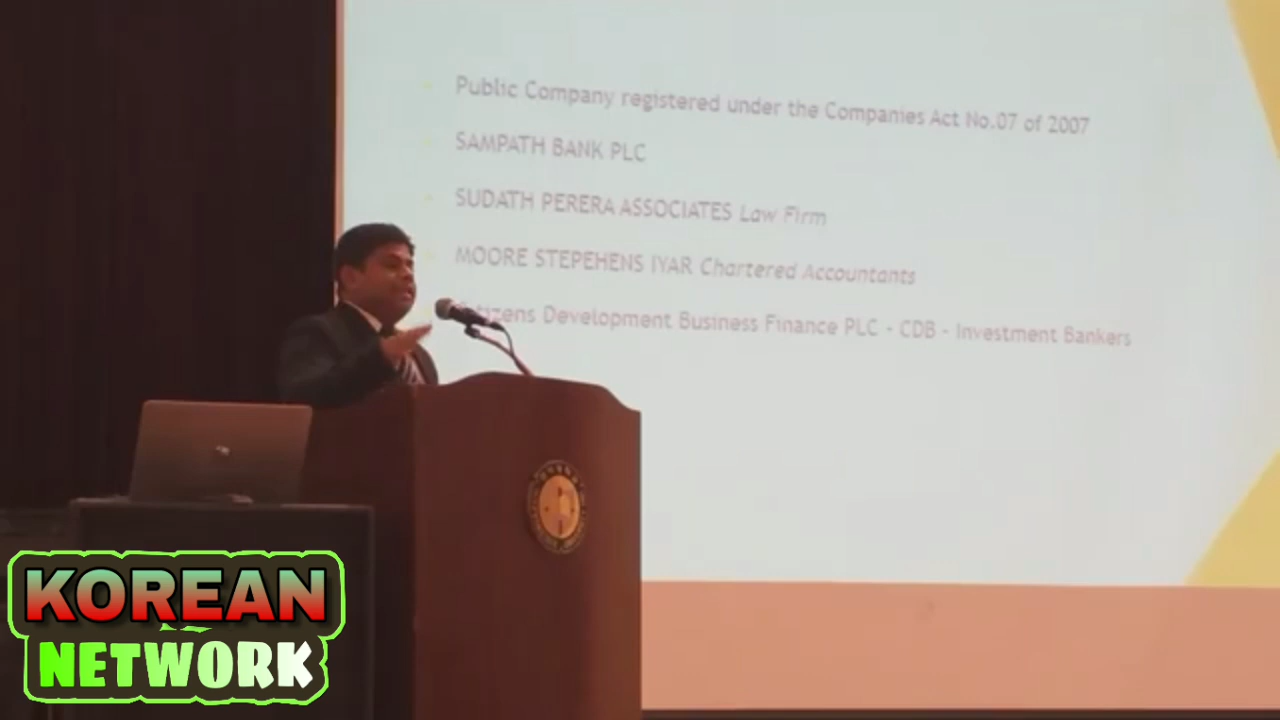 Public Company registered under the Companies Act No.07 of 2007
SAMPATH BANK PLC
SUDATH PERERA ASSOCIATES Law Firm
MOORE STEPEHENS IYAR Chartered Accountants
Development Business Finance PLC - CDB - Investment Bankers
KOREAN
NETWORK